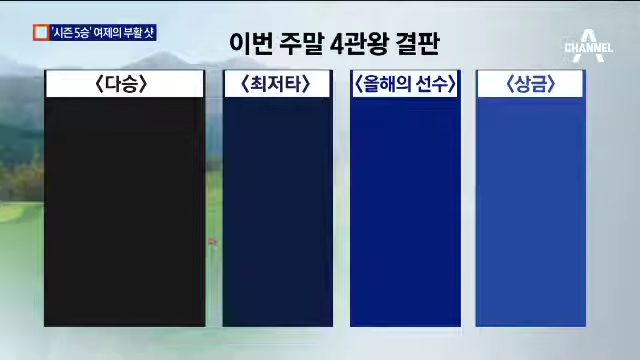 '시즌 5승' 여제의 부활 샷
CHANNEL A
이번 주말 4관왕 결판
<다승>
<최저타>
<올해의 선수>
<상금>